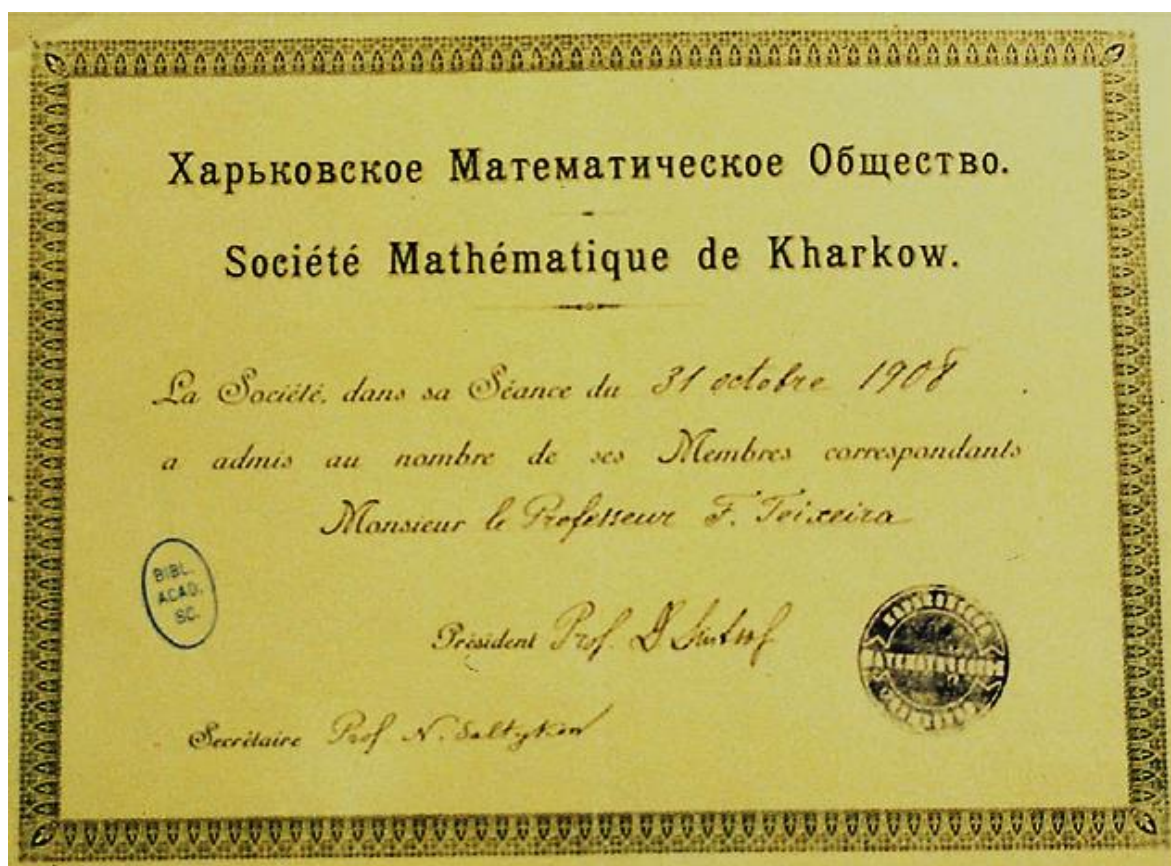 Харьковское Математическое Общество.
Société Mathématique de Kharkow.
La Société, dans sa Séance du 31 octobre 1908.
a admis au nombre de ses Membres correspondants
Monsieur le Professeur F. Teixeira
BIBL.
ACAD.
SC.
Président Prof. D. Sintsof
Secrétaire Prof N. Saltykow